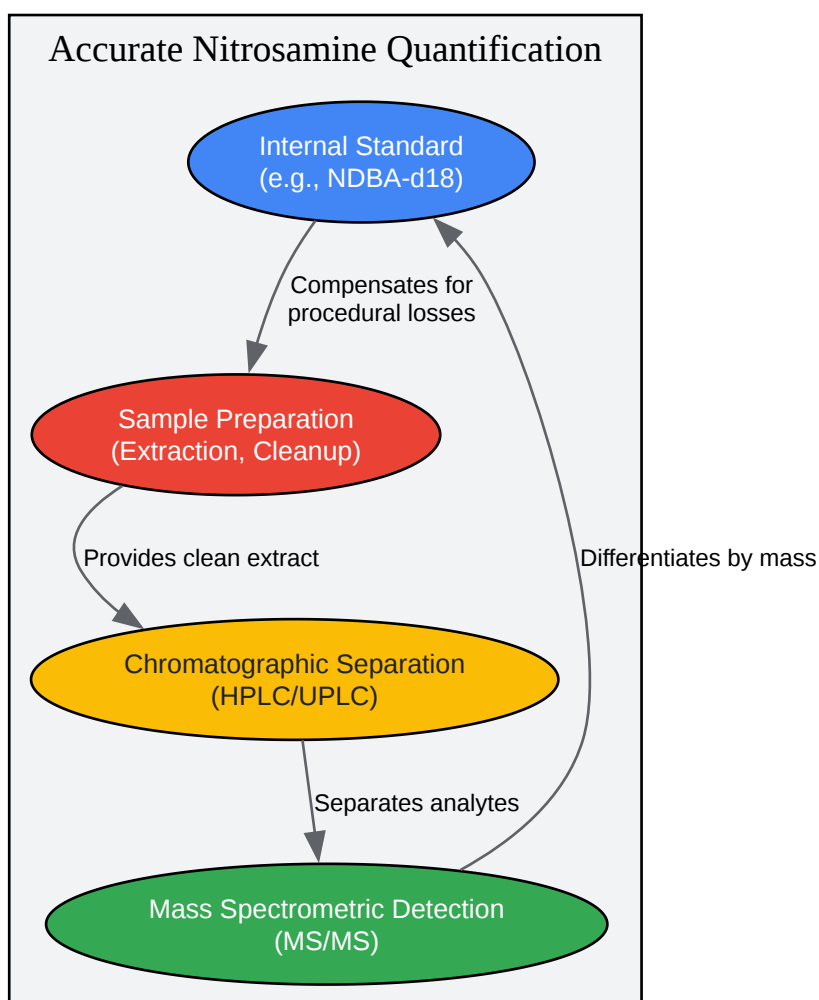 Accurate Nitrosamine Quantification
Internal Standard
(e.g., NDBA-d18)
Compensates for
procedural losses
Sample Preparation
(Extraction, Cleanup)
Provides clean extract
Differentiates by mass
Chromatographic Separation
(HPLC/UPLC)
Separates analytes
Mass Spectrometric Detection
(MS/MS)